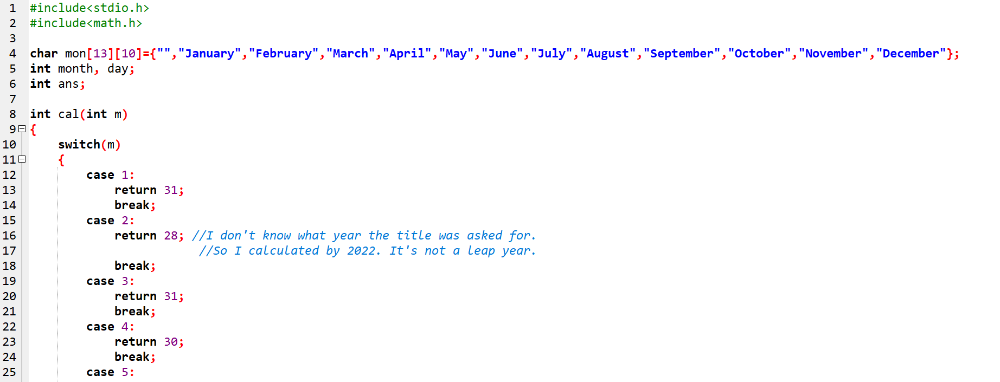 1 #include<stdio.h>
2 #include<math.h>
3
4 char mon[13][10]={"","January","February","March","April","May","June","July","August","September","October","November","December"};
5 int month, day;
6 int ans;
7
8 int cal(int m)
9 {
10 switch(m)
11 {
12 case 1:
13 return 31;
14 break;
15 case 2:
16 return 28; //I don't know what year the title was asked for.
17 //So I calculated by 2022. It's not a leap year.
18 break;
19 case 3:
20 return 31;
21 break;
22 case 4:
23 return 30;
24 break;
25 case 5: